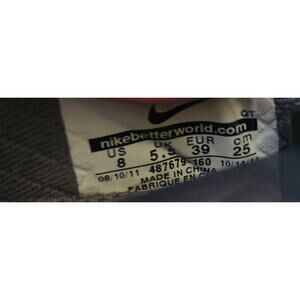 QT
nikebetterworld.com
US UK EUR cm
8 5.5 39 25
08/10/11 487679-160 10/14/11
MADE IN CHINA
FABRIQUE EN